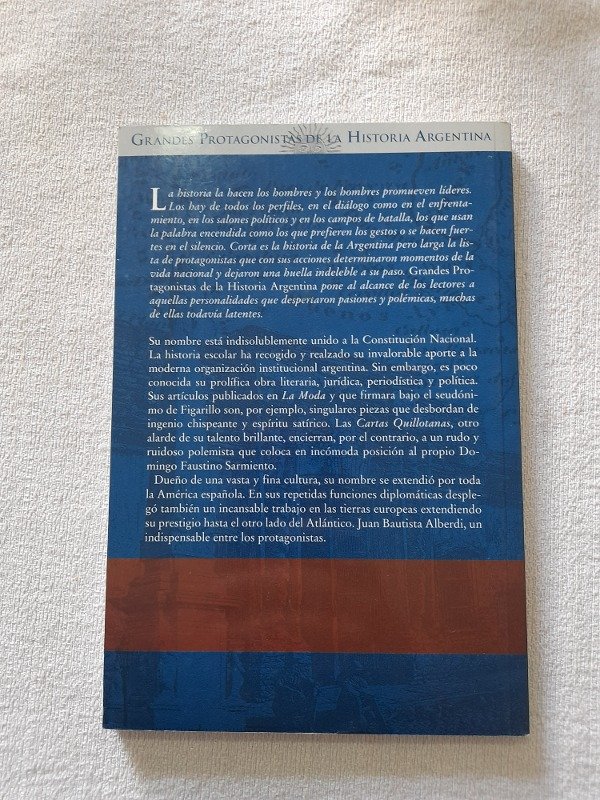 GRANDES PROTAGONISTAS DE LA HISTORIA ARGENTINA
La historia la hacen los hombres y los hombres promueven líderes.
Los hay de todos los perfiles, en el diálogo como en el enfrenta-
miento, en los salones políticos y en los campos de batalla, los que usan
la palabra encendida como los que prefieren los gestos o se hacen fuer-
tes en el silencio. Corta es la historia de la Argentina pero larga la lis-
ta de protagonistas que con sus acciones determinaron momentos de la
vida nacional y dejaron una huella indeleble a su paso. Grandes Pro-
tagonistas de la Historia Argentina pone al alcance de los lectores a
aquellas personalidades que despertaron pasiones y polémicas, muchas
de ellas todavía latentes.
Su nombre está indisolublemente unido a la Constitución Nacional.
La historia escolar ha recogido y realzado su invalorable aporte a la
moderna organización institucional argentina. Sin embargo, es poco
conocida su prolífica obra literaria, jurídica, periodística y política.
Sus artículos publicados en La Moda y que firmara bajo el seudóni-
mo de Figarillo son, por ejemplo, singulares piezas que desbordan de
ingenio chispeante y espíritu satírico. Las Cartas Quillotanas, otro
alarde de su talento brillante, encierran, por el contrario, a un rudo y
ruidoso polemista que coloca en incómoda posición al propio Do-
mingo Faustino Sarmiento.
Dueño de una vasta y fina cultura, su nombre se extendió por toda
la América española. En sus repetidas funciones diplomáticas desple-
gó también un incansable trabajo en las tierras europeas extendiendo
su prestigio hasta el otro lado del Atlántico. Juan Bautista Alberdi, un
indispensable entre los protagonistas.